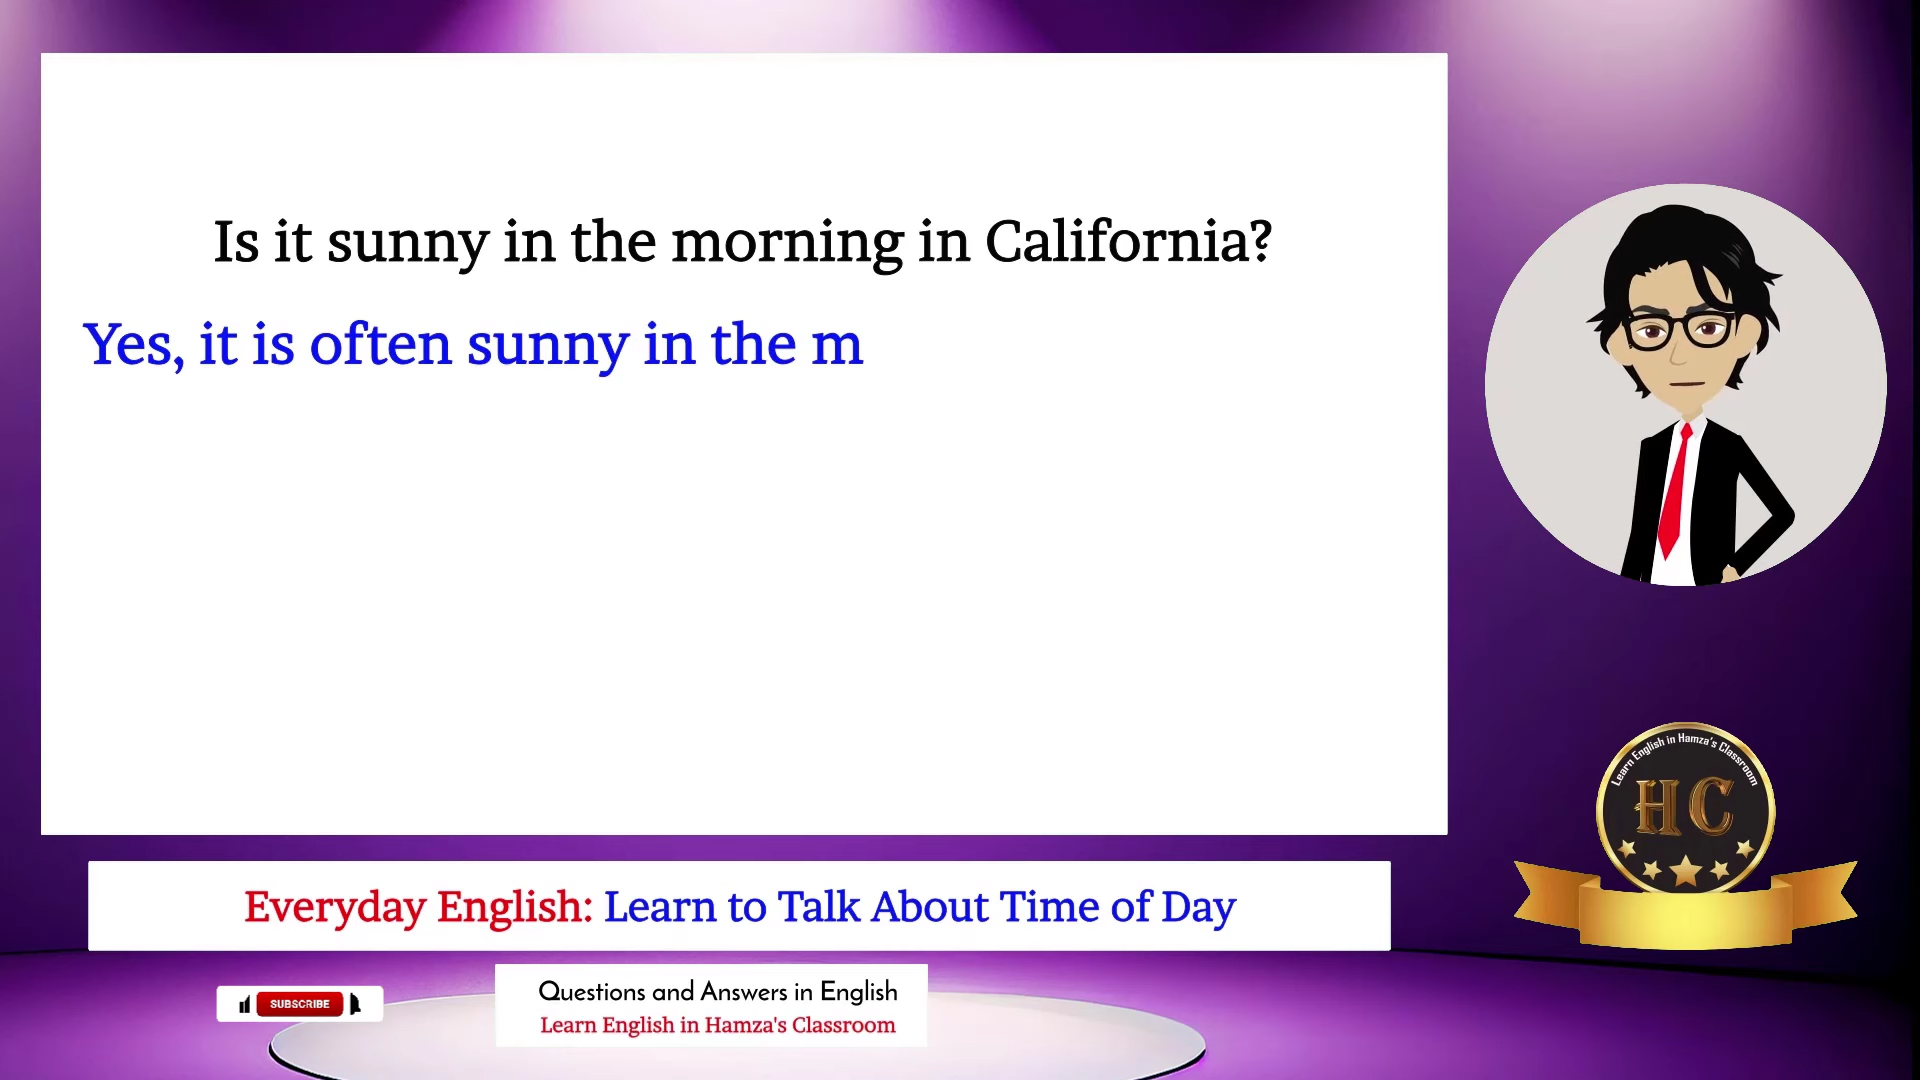 Is it sunny in the morning in California?
Yes, it is often sunny in the m
Learn English in Hamza's Classroom
HC
Everyday English: Learn to Talk About Time of Day
SUBSCRIBE
Questions and Answers in English
Learn English in Hamza's Classroom